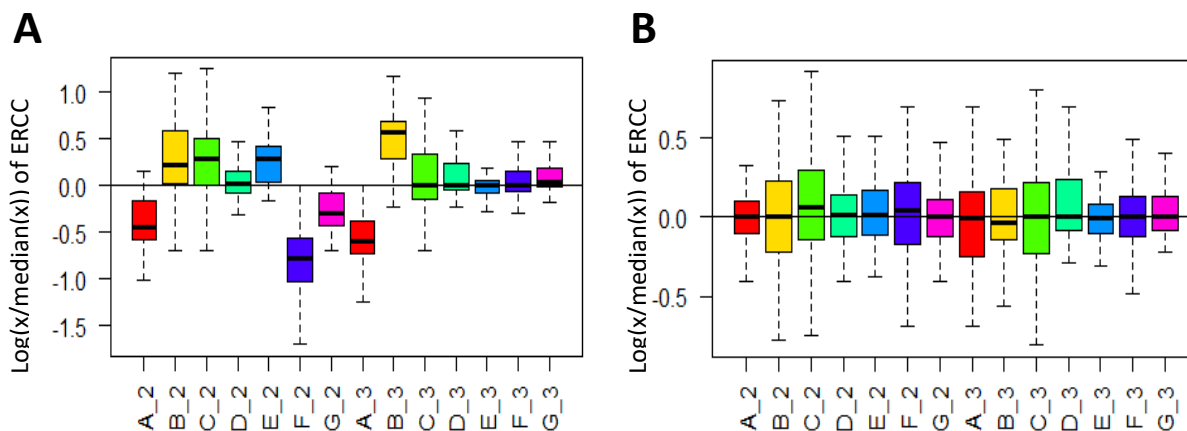 A
Log(x/median(x)) of ERCC
1.0
0.5
0.0
-0.5
-1.0
-1.5
A_2
B_2
C_2
D_2
E_2
F_2
G_2
A_3
B_3
C_3
D_3
E_3
F_3
G_3
B
Log(x/median(x)) of ERCC
0.5
0.0
-0.5
A_2
B_2
C_2
D_2
E_2
F_2
G_2
A_3
B_3
C_3
D_3
E_3
F_3
G_3